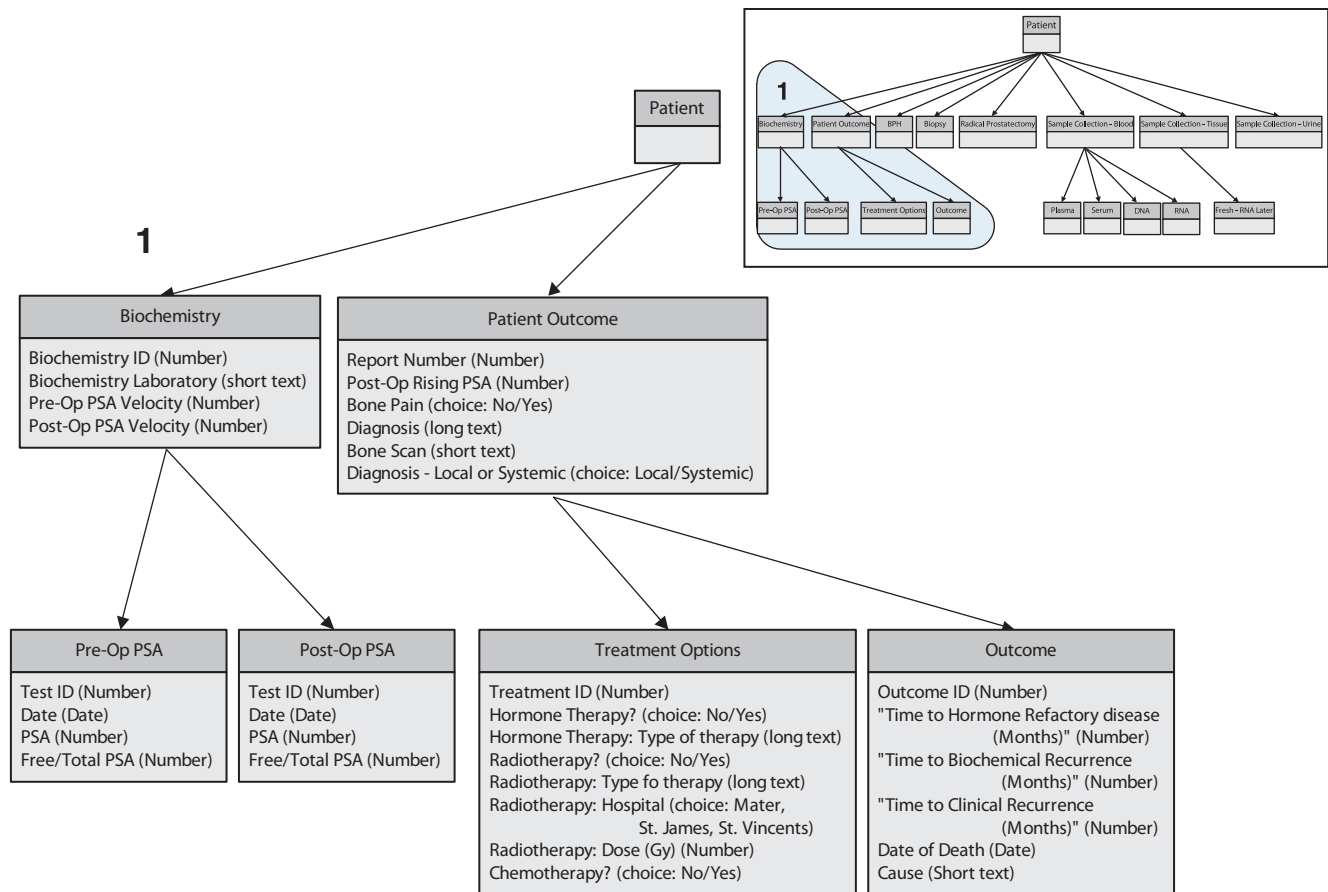 Patient
1
Biochemistry
Biochemistry ID (Number)
Biochemistry Laboratory (short text)
Pre-Op PSA Velocity (Number)
Post-Op PSA Velocity (Number)
Patient Outcome
Report Number (Number)
Post-Op Rising PSA (Number)
Bone Pain (choice: No/Yes)
Diagnosis (long text)
Bone Scan (short text)
Diagnosis - Local or Systemic (choice: Local/Systemic)
Pre-Op PSA
Test ID (Number)
Date (Date)
PSA (Number)
Free/Total PSA (Number)
Post-Op PSA
Test ID (Number)
Date (Date)
PSA (Number)
Free/Total PSA (Number)
Treatment Options
Treatment ID (Number)
Hormone Therapy? (choice: No/Yes)
Hormone Therapy: Type of therapy (long text)
Radiotherapy? (choice: No/Yes)
Radiotherapy: Type fo therapy (long text)
Radiotherapy: Hospital (choice: Mater,
St. James, St. Vincents)
Radiotherapy: Dose (Gy) (Number)
Chemotherapy? (choice: No/Yes)
Outcome
Outcome ID (Number)
"Time to Hormone Refactory disease
(Months)" (Number)
"Time to Biochemical Recurrence
(Months)" (Number)
"Time to Clinical Recurrence
(Months)" (Number)
Date of Death (Date)
Cause (Short text)
Patient
1
Biochemistry
Patient Outcome
BPH
Biopsy
Radical Prostatectomy
Sample Collection – Blood
Sample Collection – Tissue
Sample Collection – Urine
Pre-Op PSA
Post-Op PSA
Treatment Options
Outcome
Plasma
Serum
DNA
RNA
Fresh – RNA Later